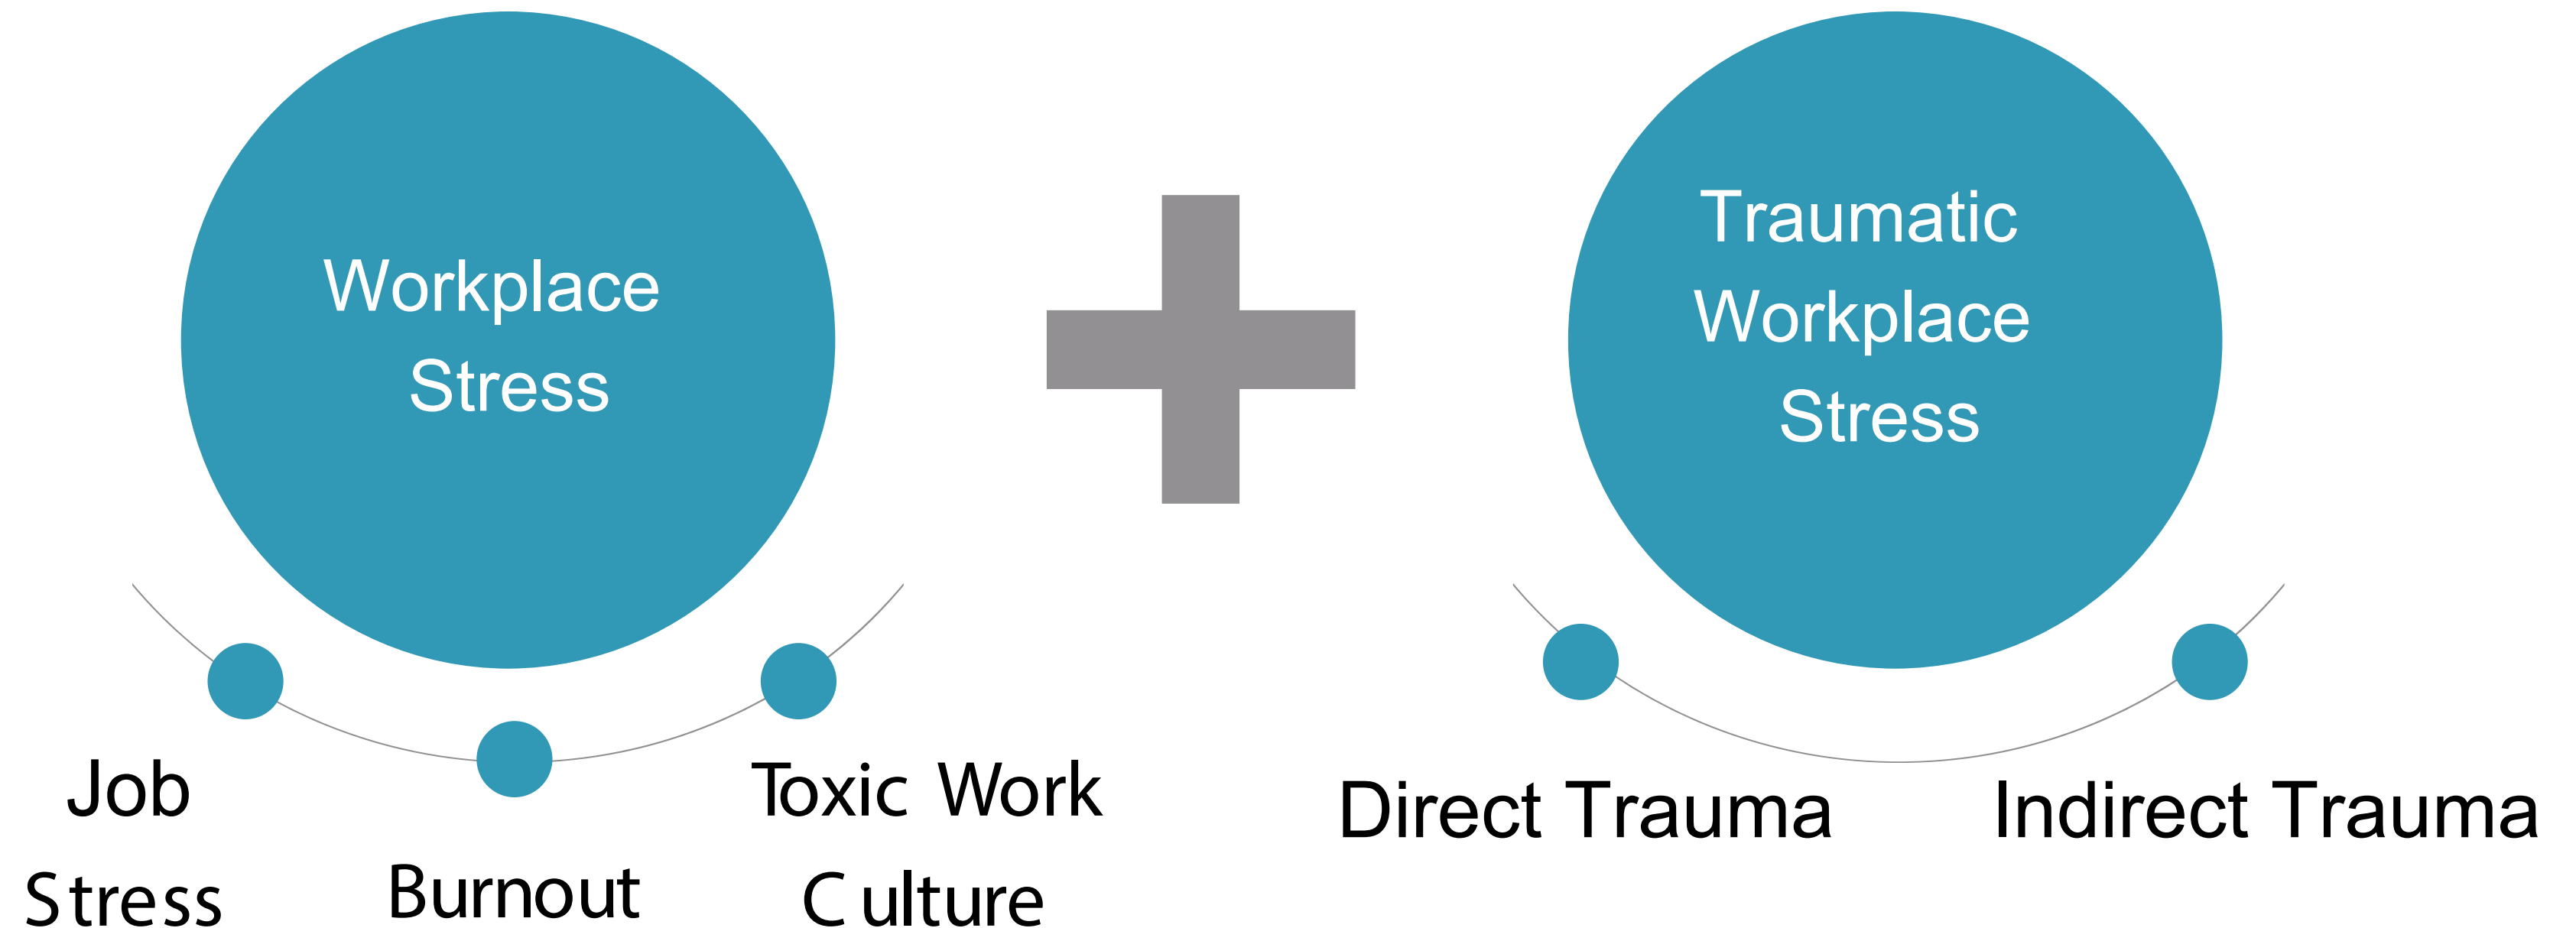 Workplace
Stress
Traumatic
Workplace
Stress
Job
Stress
Burnout
Toxic Work
Culture
Direct Trauma
Indirect Trauma